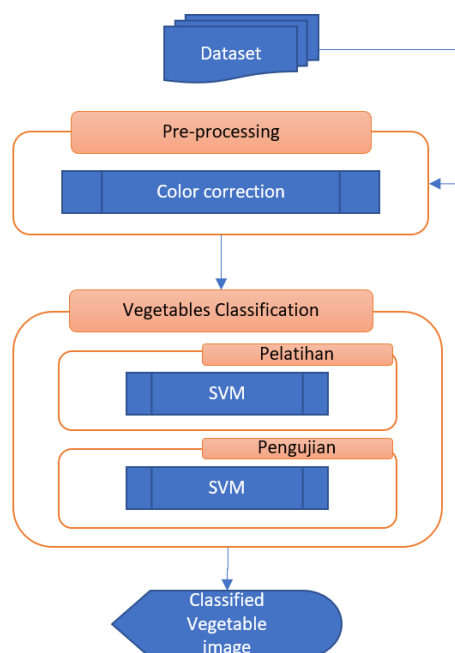 Dataset
Pre-processing
Color correction
Vegetables Classification
Pelatihan
SVM
Pengujian
SVM
Classified
Vegetable
image